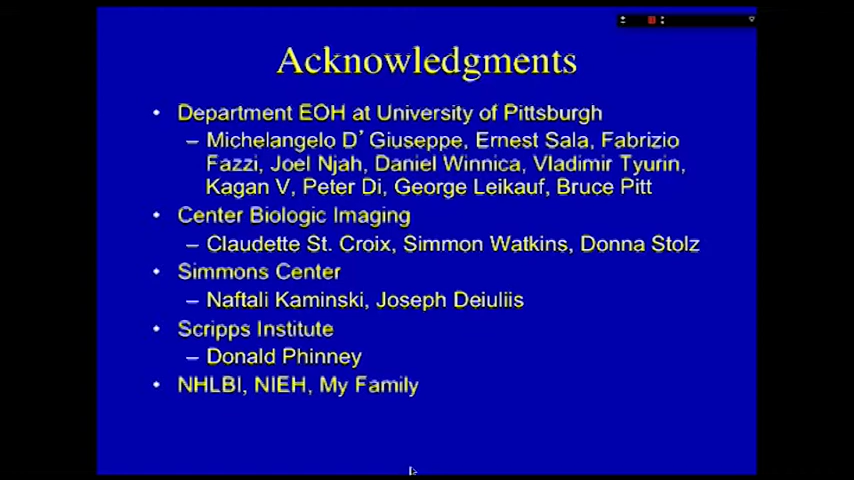 Acknowledgments
• Department EOH at University of Pittsburgh
– Michelangelo D’Giuseppe, Ernest Sala, Fabrizio
Fazzi, Joel Njah, Daniel Winnica, Vladimir Tyurin,
Kagan V, Peter Di, George Leikauf, Bruce Pitt
• Center Biologic Imaging
– Claudette St. Croix, Simmon Watkins, Donna Stolz
• Simmons Center
– Naftali Kaminski, Joseph Deiuliis
• Scripps Institute
– Donald Phinney
• NHLBI, NIEH, My Family